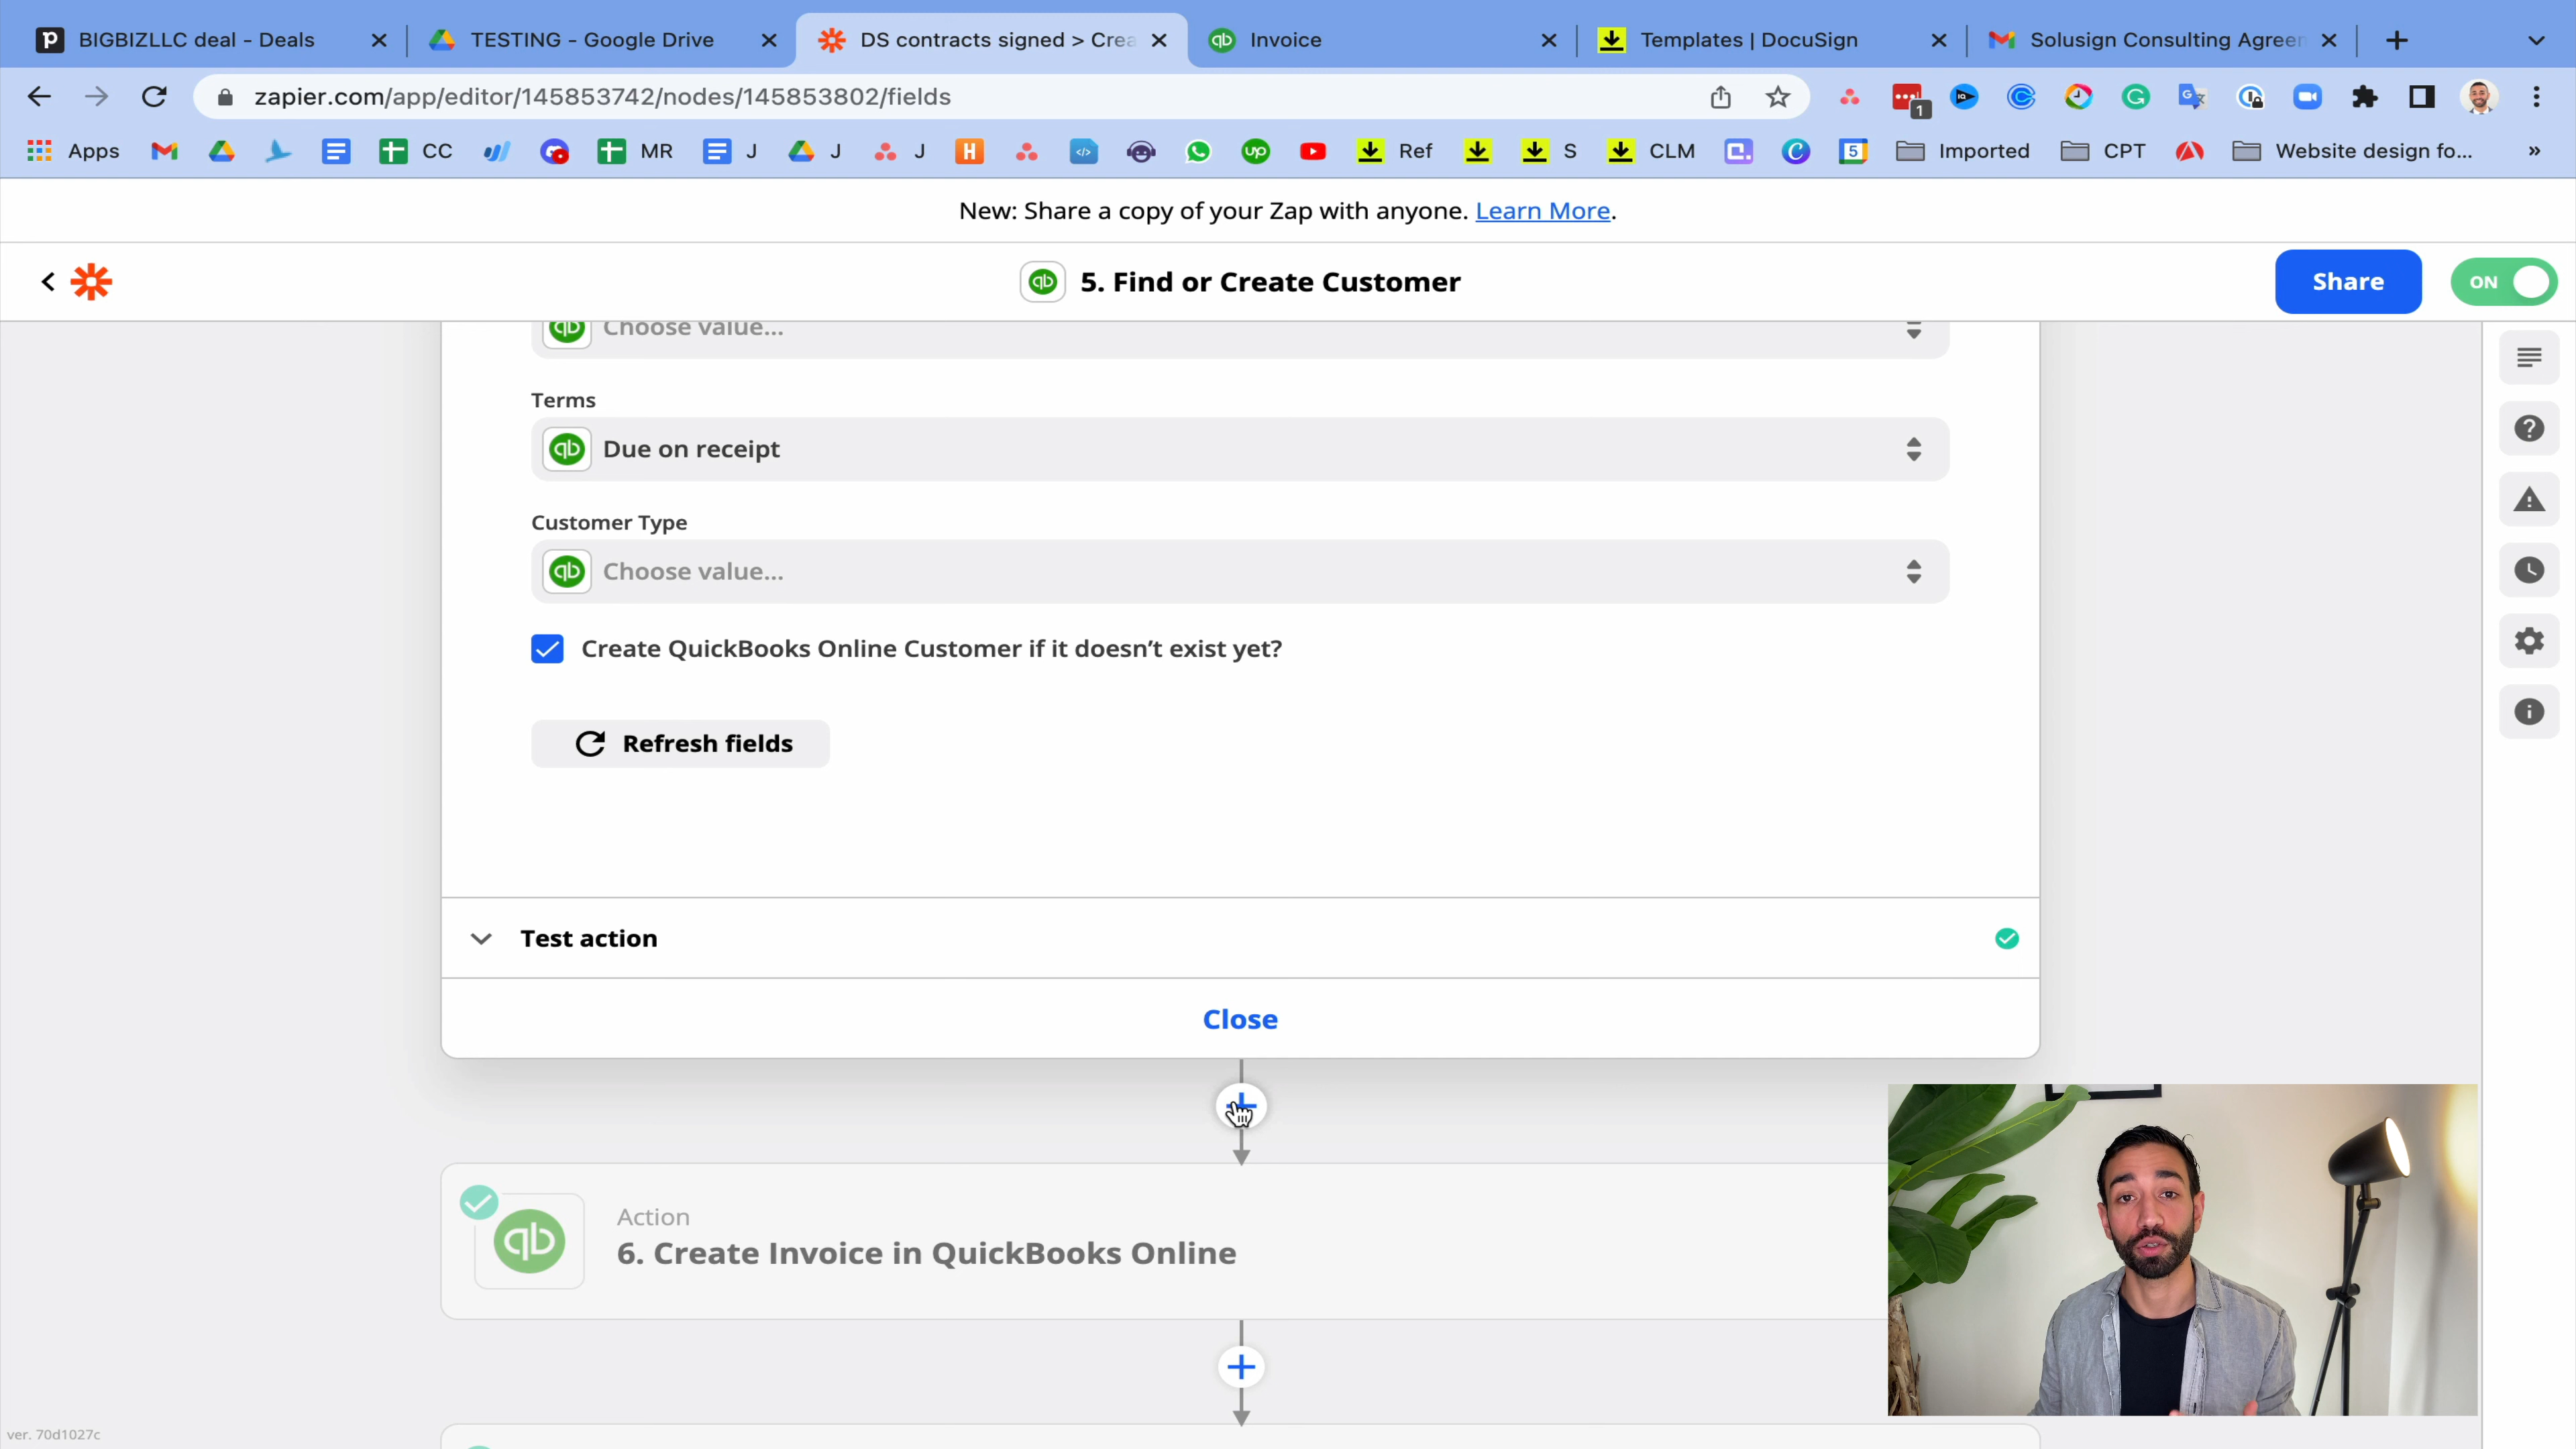 BIGBIZLLC deal - Deals
TESTING - Google Drive
DS contracts signed > Crea
Invoice
Templates | DocuSign
Solusign Consulting Agreen
zapier.com/app/editor/145853742/nodes/145853802/fields
1
Apps
CC
MR
J
J
J
H
up
Ref
S
CLM
5
Imported
CPT
Website design fo...
New: Share a copy of your Zap with anyone. Learn More.
5. Find or Create Customer
Share
ON
Choose value...
Terms
Due on receipt
Customer Type
Choose value...
Create QuickBooks Online Customer if it doesn't exist yet?
Refresh fields
Test action
Close
Action
6. Create Invoice in QuickBooks Online
ver. 70d1027c